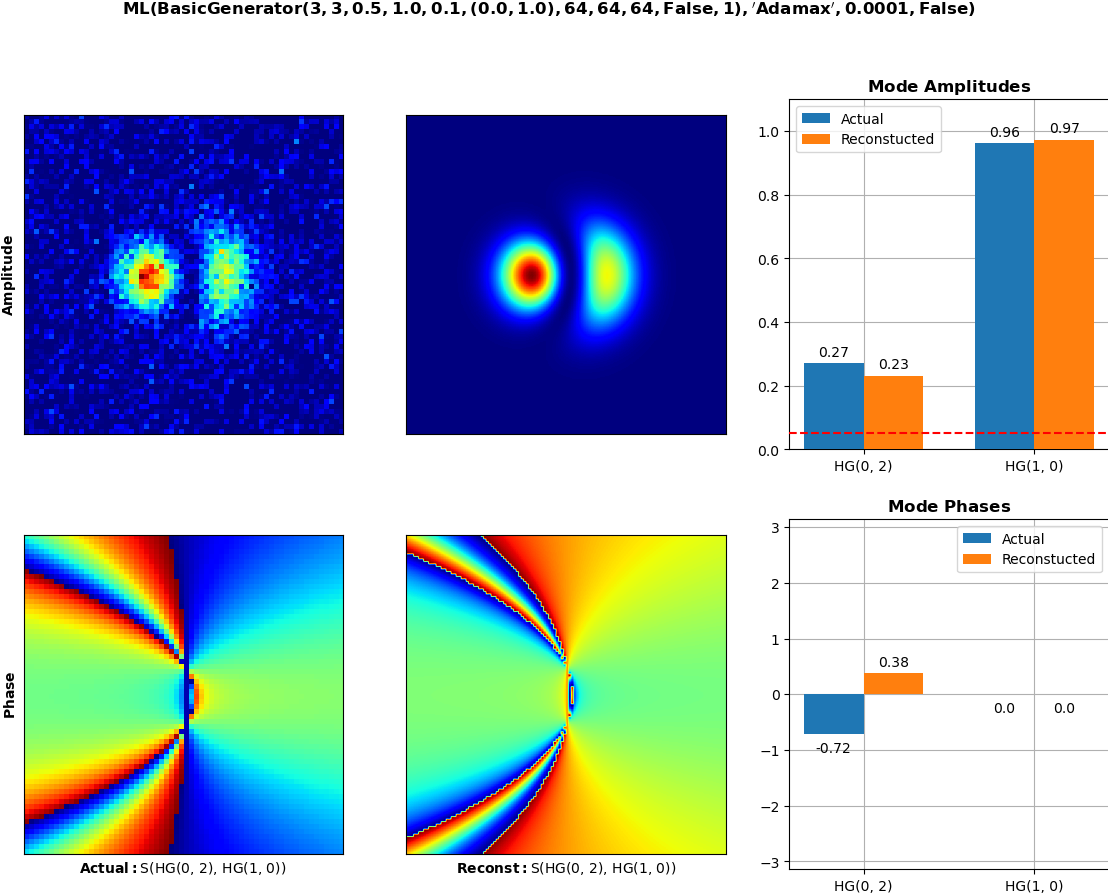 ML(BasicGenerator(3, 3, 0.5, 1.0, 0.1, (0.0, 1.0), 64, 64, 64, False, 1), ′Adamax′, 0.0001, False)
Amplitude
Mode Amplitudes
Actual
Reconstucted
1.0
0.8
0.6
0.4
0.2
0.0
0.27
0.23
0.96
0.97
HG(0, 2)
HG(1, 0)
Phase
Actual: S(HG(0, 2), HG(1, 0))
Reconst: S(HG(0, 2), HG(1, 0))
Mode Phases
Actual
Reconstucted
3
2
1
0
−1
−2
−3
-0.72
0.38
0.0
0.0
HG(0, 2)
HG(1, 0)